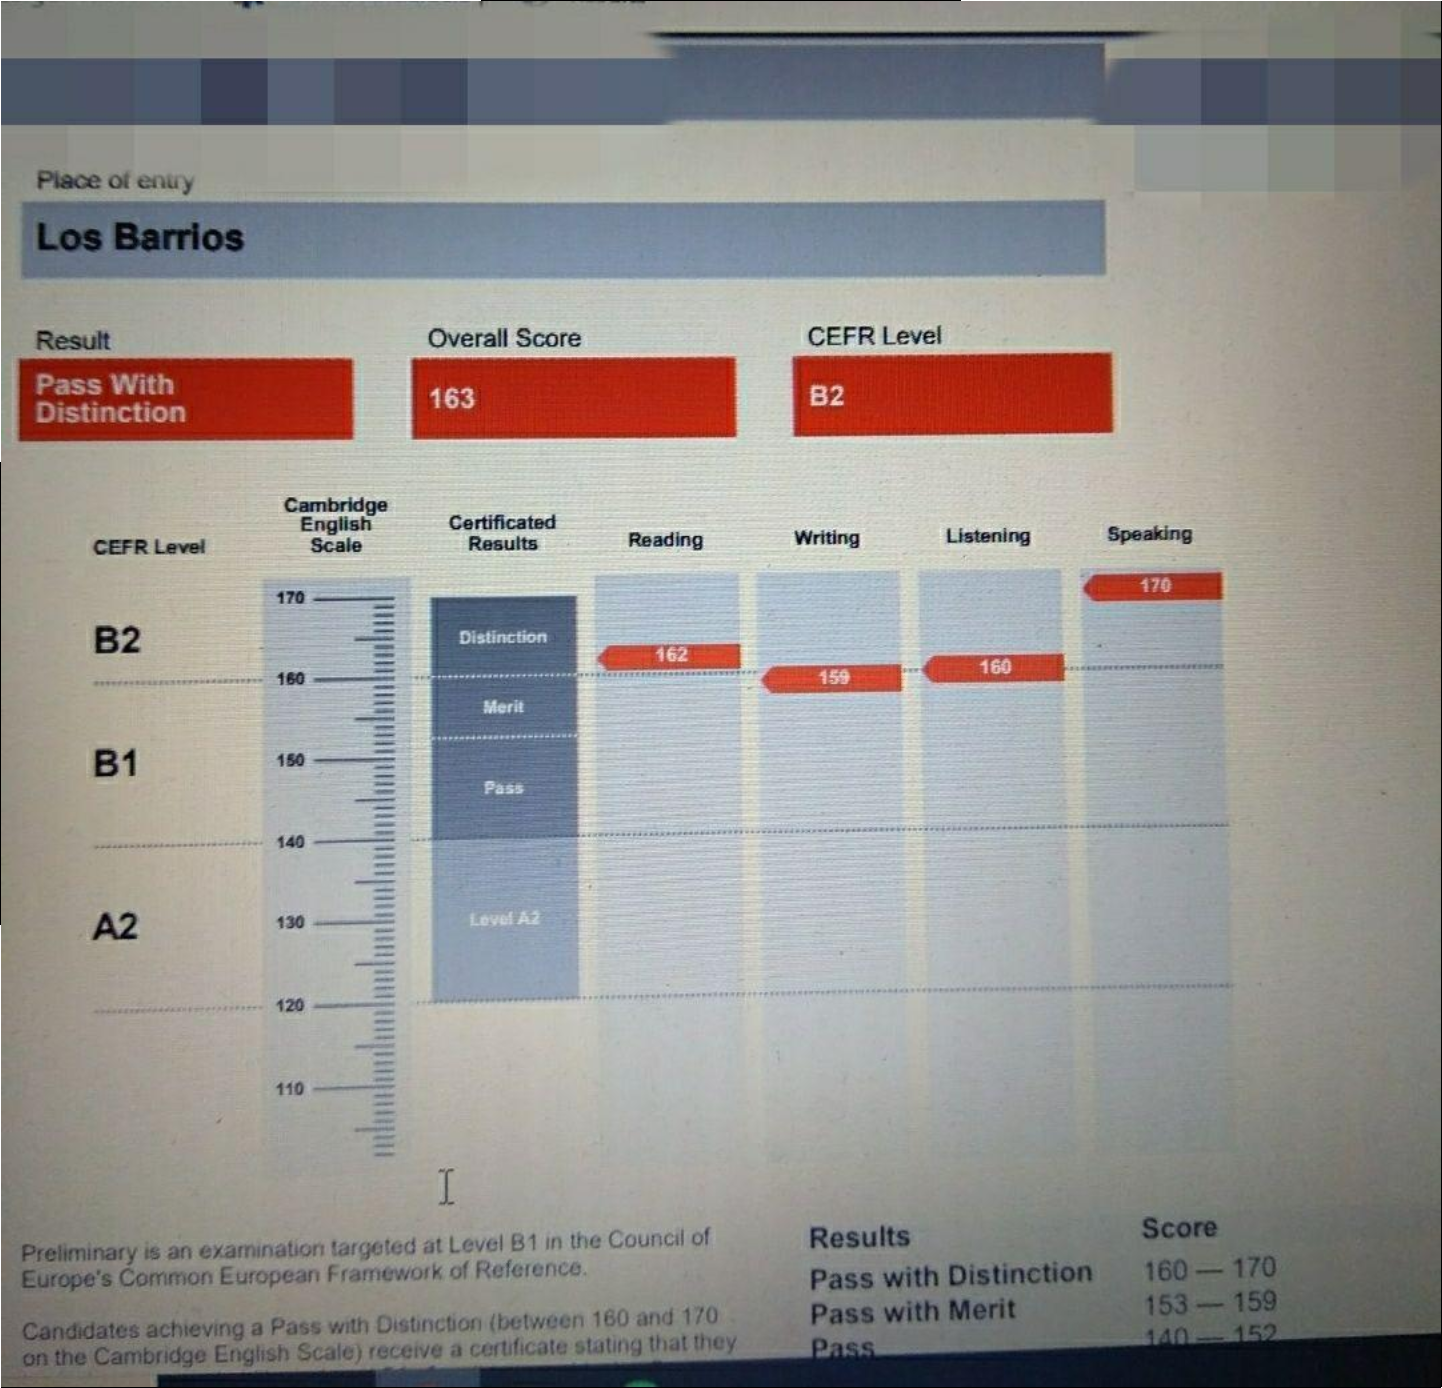 Place of entry
Los Barrios
Result
Overall Score
CEFR Level
Pass With
Distinction
163
B2
CEFR Level
Cambridge
English
Scale
Certificated
Results
Reading
Writing
Listening
Speaking
170
170
B2
Distinction
162
160
159
160
Merit
B1
150
Pass
140
A2
130
Level A2
120
110
Preliminary is an examination targeted at Level B1 in the Council of
Europe's Common European Framework of Reference.
Candidates achieving a Pass with Distinction (between 160 and 170
on the Cambridge English Scale) receive a certificate stating that they
Results
Score
Pass with Distinction
160 — 170
Pass with Merit
153 — 159
Pass
140 — 152